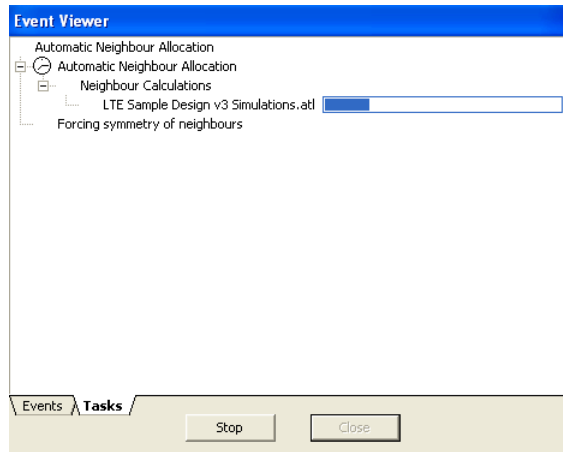 Event Viewer
Automatic Neighbour Allocation
Automatic Neighbour Allocation
Neighbour Calculations
LTE Sample Design v3 Simulations.atl
Forcing symmetry of neighbours
Events Tasks
Stop Close